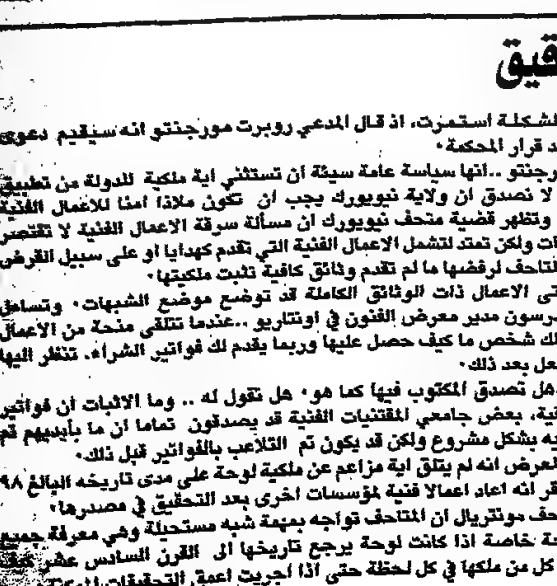 قيق
لشكلة استمرت، اذ قال المدعي روبرت مورجنتو انه سيقيم دعوى
د قرار المحكمة.
رجنتو ..انها سياسة عامة سيئة ان تستثني اية ملكية للدولة من تطبيق
لا نصدق ان ولاية نيويورك يجب ان تكون ملاذا امنا للاعمال الفنية
وتظهر قضية متحف نيويورك ان مسألة سرقة الاعمال الفنية لا تقتصر
ات ولكن تمتد لتشمل الاعمال الفنية التي تقدم كهدايا او على سبيل القرض
لتاحف لرفضها ما لم تقدم وثائق كافية تثبت ملكيتها.
تى الاعمال ذات الوثائق الكاملة قد توضع موضع الشبهات. وتساءل
رسون مدير معرض الفنون في اونتاريو ..عندما تتلقى منحة من الاعمال
لك شخص ما كيف حصل عليها وربما يقدم لك فواتير الشراء. تنظر اليها
عل بعد ذلك.
هل تصدق المكتوب فيها كما هو. هل تقول له .. وما الاثبات ان فواتير
ية، بعض جامعي المقتنيات الفنية قد يصدقون تماما ان ما بأيديهم تم
يه بشكل مشروع ولكن قد يكون تم التلاعب بالفواتير قبل ذلك.
لعرض انه لم يتلق اية مزاعم عن ملكية لوحة على مدى تاريخه البالغ ٩٨
قر انه اعاد اعمالا فنية لمؤسسات اخرى بعد التحقيق في مصدرها.
حف مونتريال ان المتاحف تواجه بمهمة شبه مستحيلة وهي معرفة جميع
ة خاصة اذا كانت لوحة يرجع تاريخها الى القرن السادس عشر كيف
من ملكها في كل لحظة حتى اذا اجريت اعمق التحقيقات